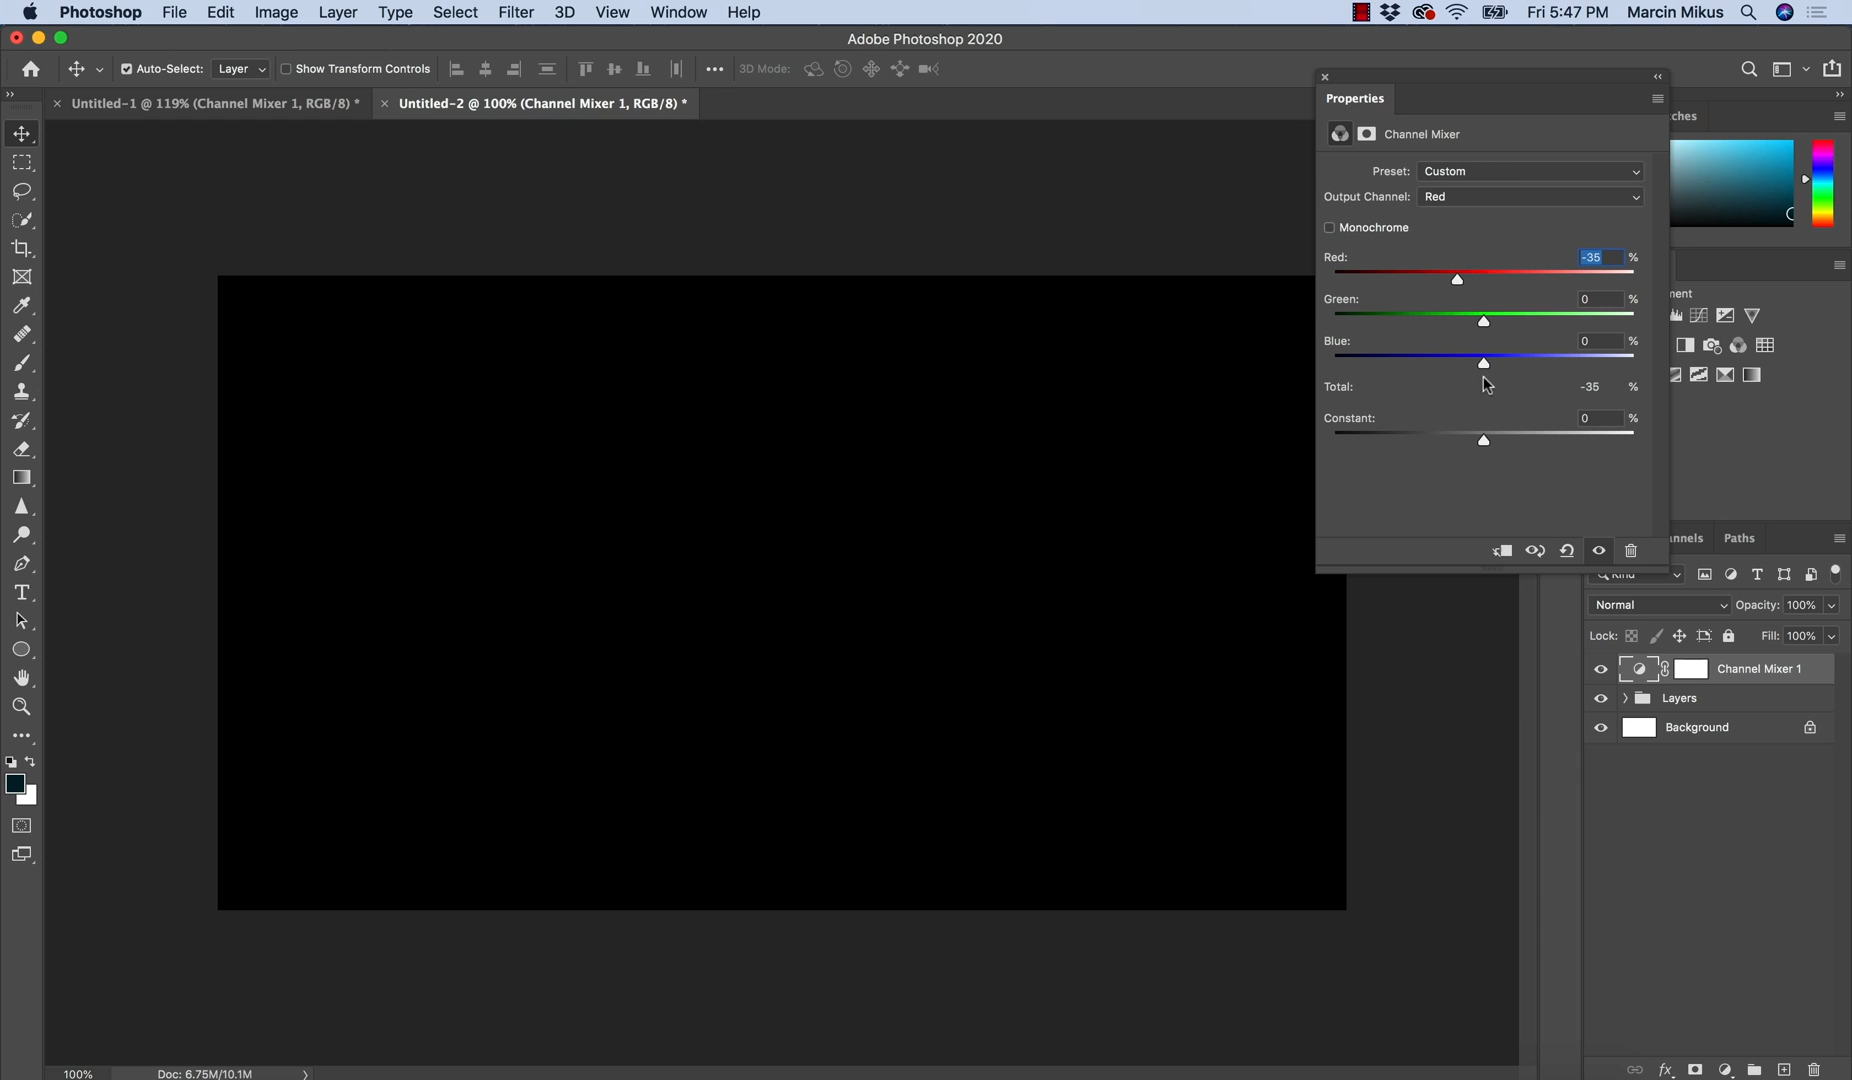 Photoshop File Edit Image Layer Type Select Filter 3D View Window Help Fri 5:47 PM Marcin Mikus
Adobe Photoshop 2020
Auto-Select: Layer Show Transform Controls 3D Mode:
Untitled-1 @ 119% (Channel Mixer 1, RGB/8) * Untitled-2 @ 100% (Channel Mixer 1, RGB/8) *
Properties
tches
Channel Mixer
Preset: Custom
Output Channel: Red
Monochrome
Red: -35 %
ment
Green: 0 %
Blue: 0 %
Total: -35 %
Constant: 0 %
nnels Paths
Kind
Normal Opacity: 100%
Lock: Fill: 100%
Channel Mixer 1
Layers
Background
fx
100% Doc: 6.75M/10.1M